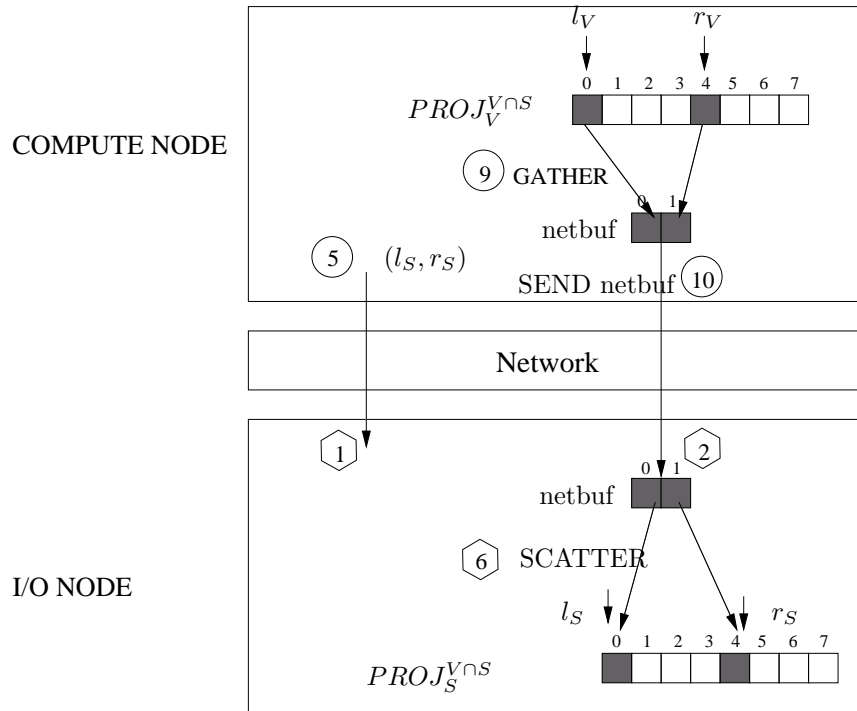 l_V r_V
0 1 2 3 4 5 6 7
PROJ_V^{V∩S}
COMPUTE NODE
9 GATHER
0 1
netbuf
5 (l_S, r_S)
SEND netbuf 10
Network
1 2
0 1
netbuf
6 SCATTER
I/O NODE
l_S r_S
0 1 2 3 4 5 6 7
PROJ_S^{V∩S}